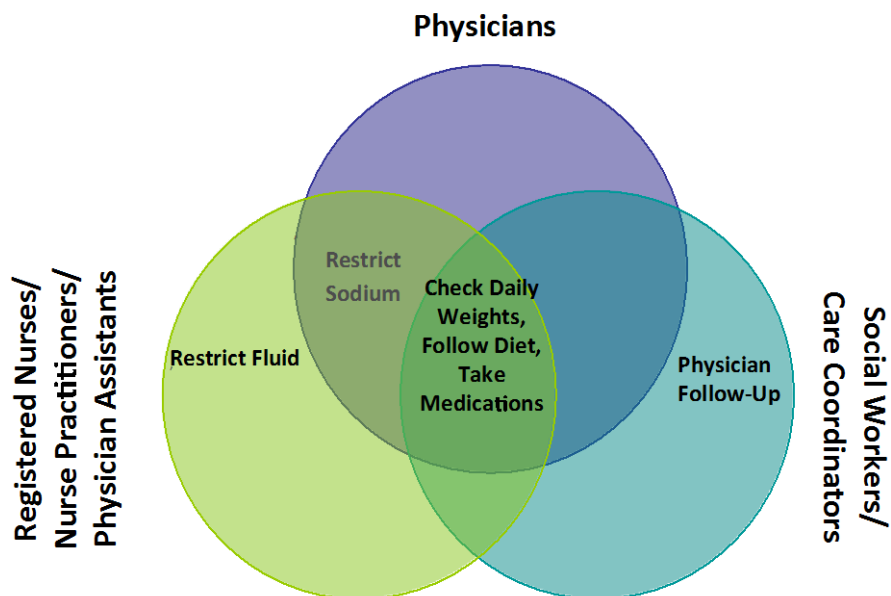 Physicians
Registered Nurses/
Nurse Practitioners/
Physician Assistants
Restrict
Sodium
Restrict Fluid
Check Daily
Weights,
Follow Diet,
Take
Medications
Physician
Follow-Up
Social Workers/
Care Coordinators